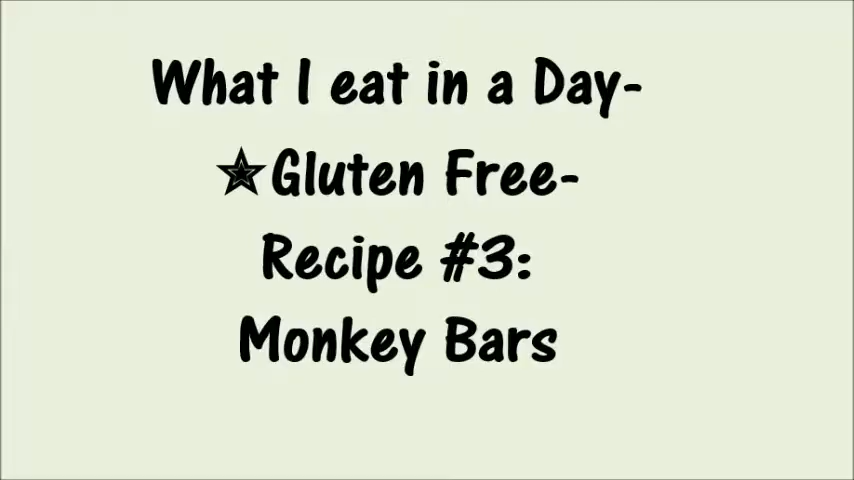 What I eat in a Day-
★Gluten Free-
Recipe #3:
Monkey Bars